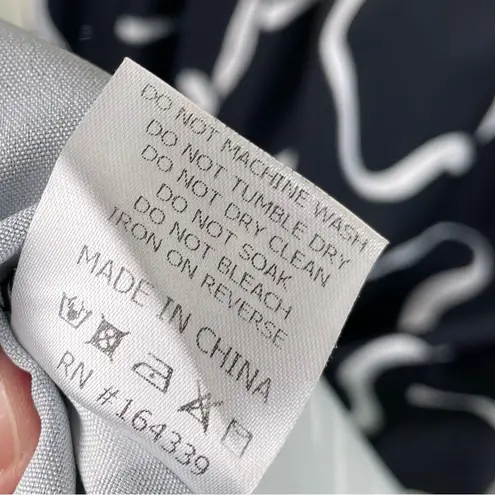 DO NOT MACHINE WASH
DO NOT TUMBLE DRY
DO NOT DRY CLEAN
DO NOT SOAK
DO NOT BLEACH
IRON ON REVERSE
MADE IN CHINA
RN #164339